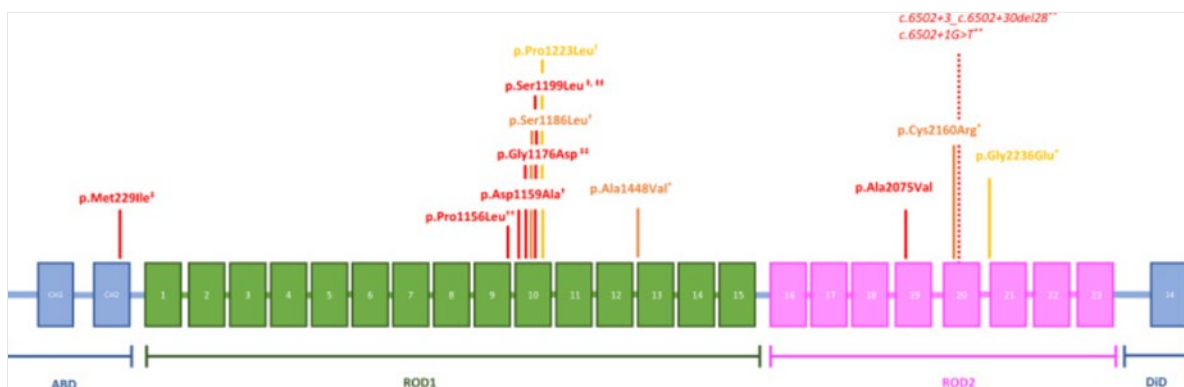 c.6502+3_c.6502+30del28**
c.6502+1G>T**
p.Pro1223Leu†
p.Ser1199Leu‡,‡‡
p.Ser1186Leu†
p.Cys2160Arg*
p.Gly1176Asp‡‡
p.Gly2236Glu*
p.Met229Ile‡
p.Asp1159Ala†
p.Ala1448Val*
p.Ala2075Val
p.Pro1156Leu**
CH1 CH2 1 2 3 4 5 6 7 8 9 10 11 12 13 14 15 16 17 18 19 20 21 22 23 24
ABD ROD1 ROD2 DiD